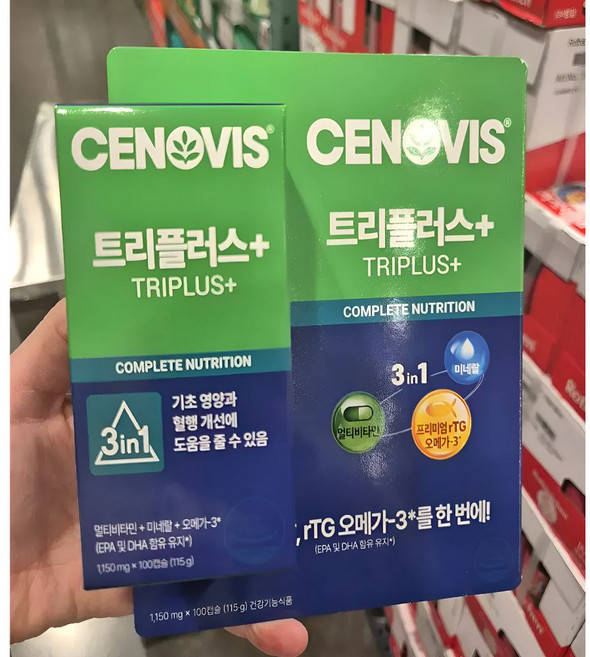 CENOVIS®
트리플러스+
TRIPLUS+
COMPLETE NUTRITION
3in1
기초 영양과
혈행 개선에
도움을 줄 수 있음
멀티비타민 + 미네랄 + 오메가-3*
(EPA 및 DHA 함유 유지*)
1,150 mg × 100캡슐 (115 g)
CENOVIS®
트리플러스+
TRIPLUS+
COMPLETE NUTRITION
3in1
미네랄
멀티비타민
프리미엄 rTG
오메가-3*
, rTG 오메가-3*를 한 번에!
(EPA 및 DHA 함유 유지*)
1,150 mg × 100캡슐 (115 g) 건강기능식품